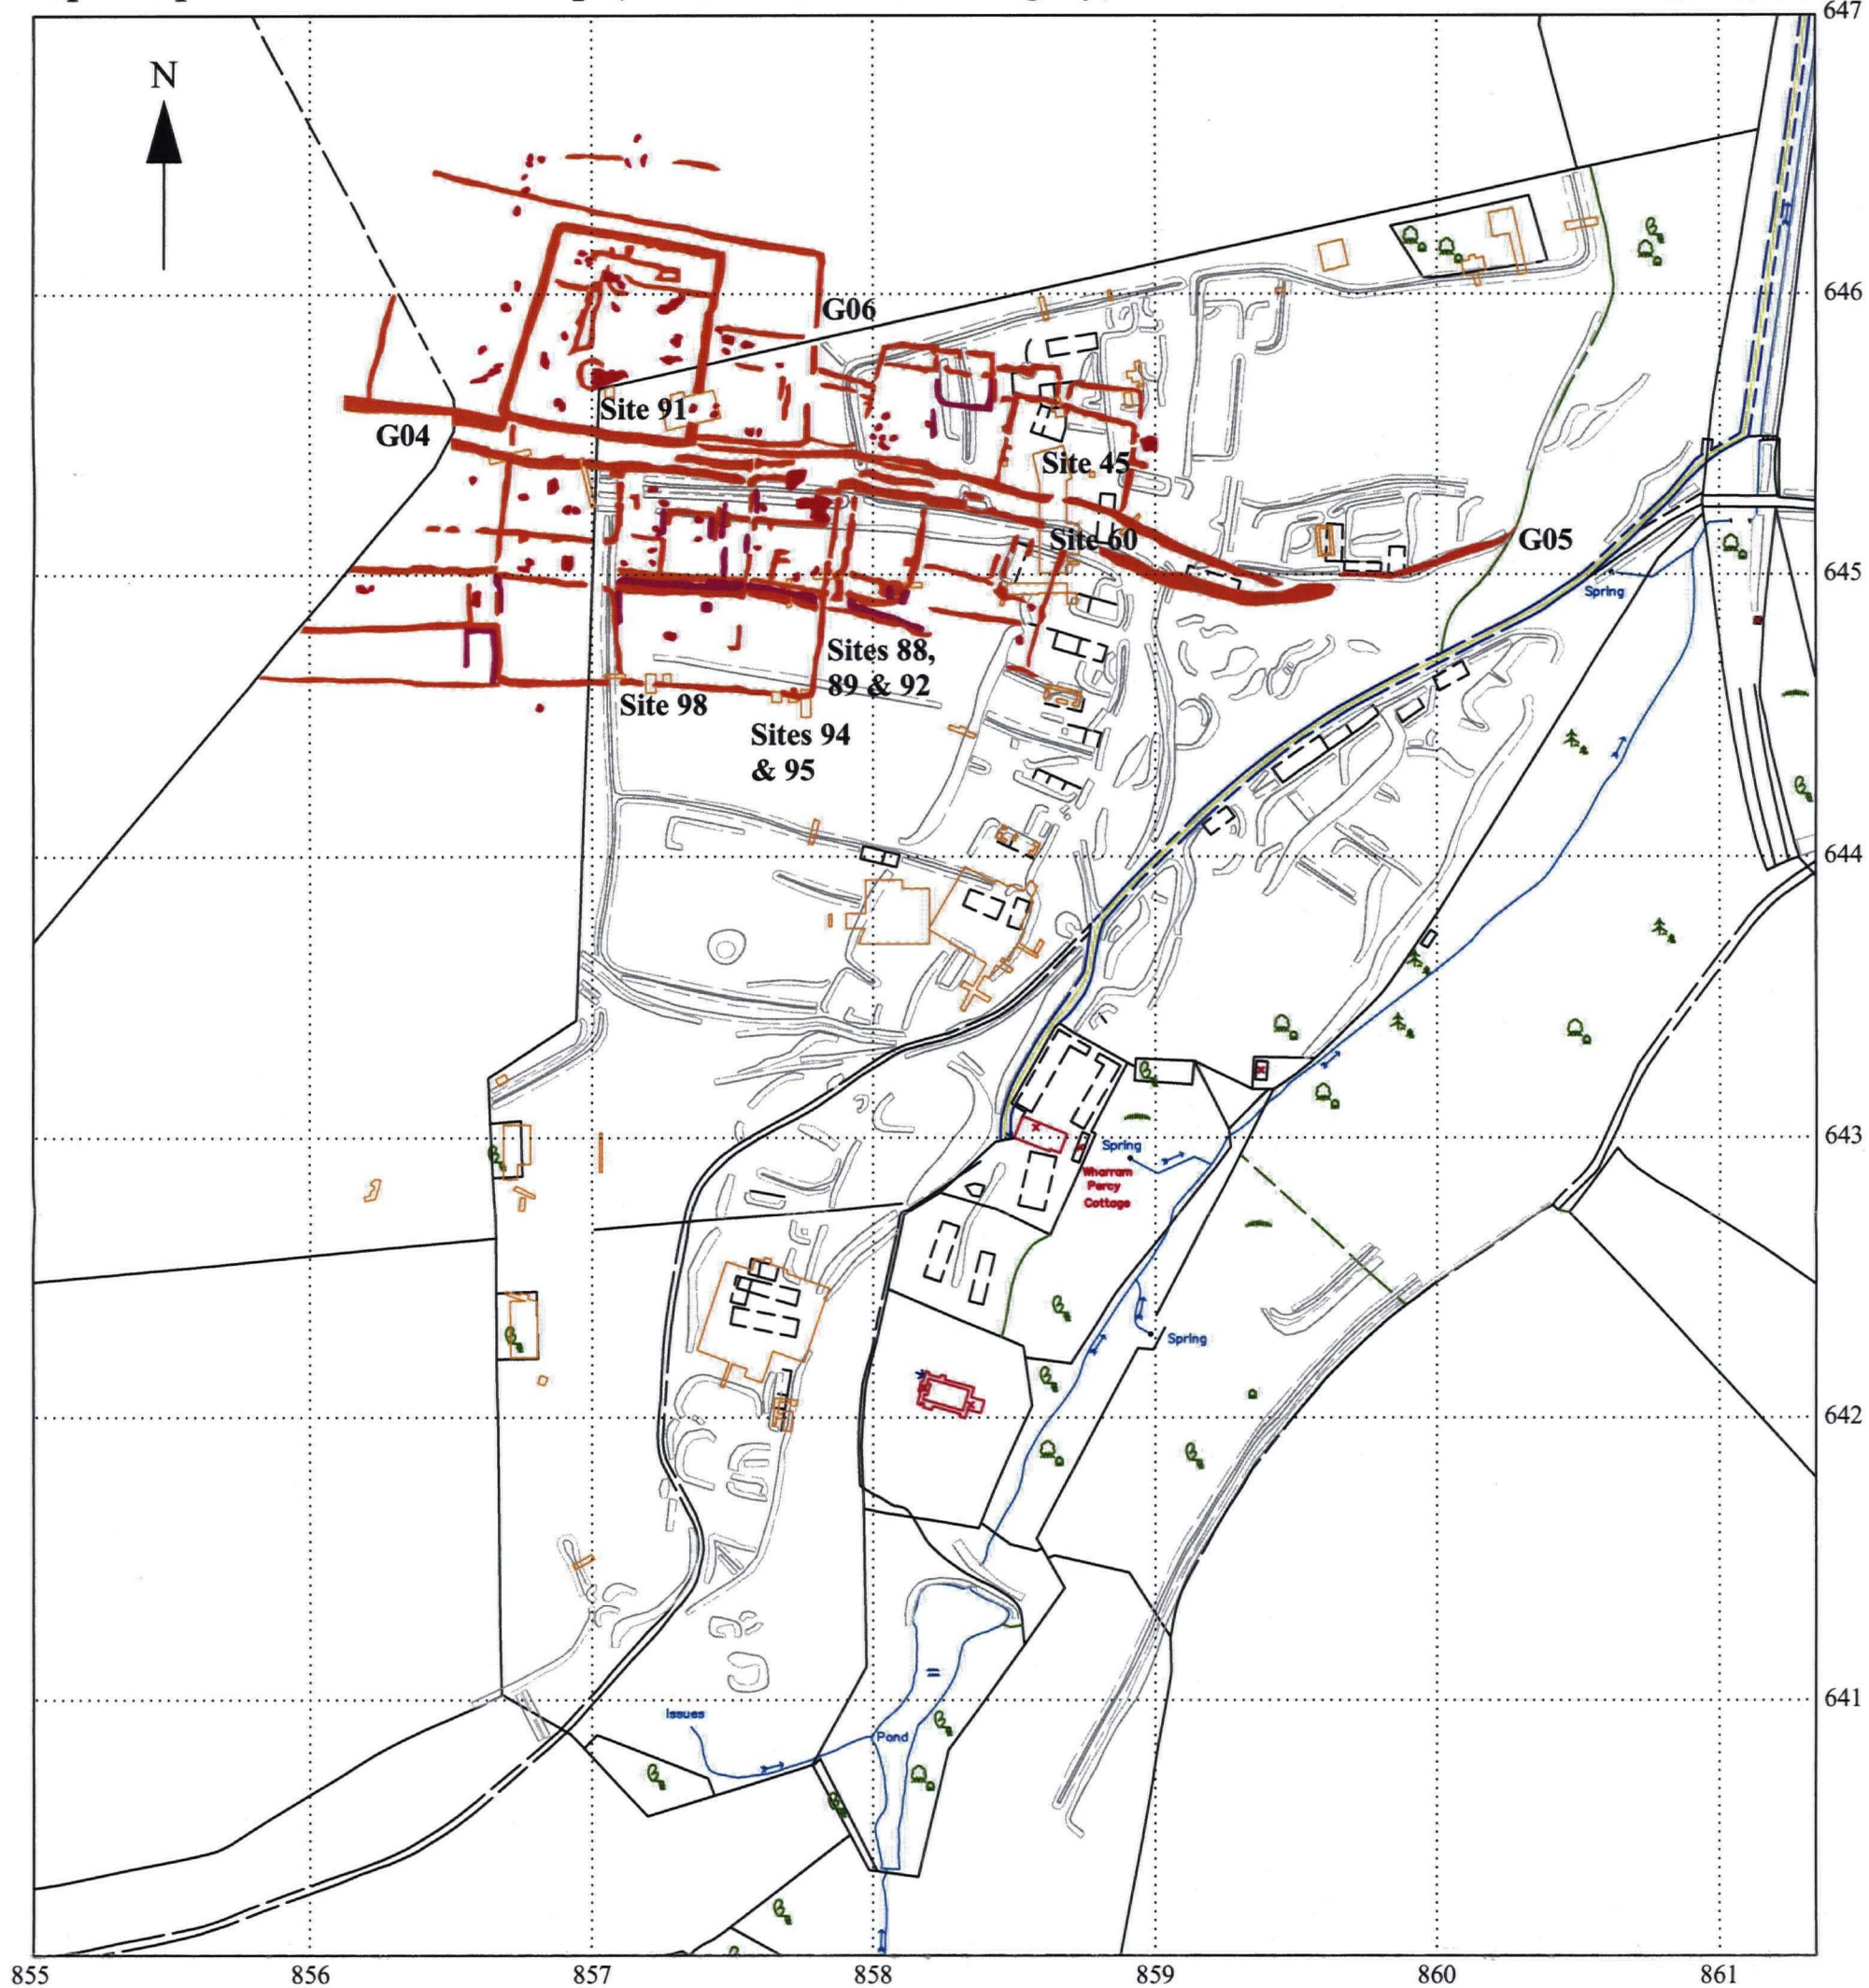 647
N
646
G06
Site 91
G04
Site 45
Site 60
G05
645
Spring
Sites 88,
89 & 92
Site 98
Sites 94
& 95
644
643
Spring
Wharram
Percy
Cottage
Spring
642
641
Issues
Pond
855 856 857 858 859 860 861